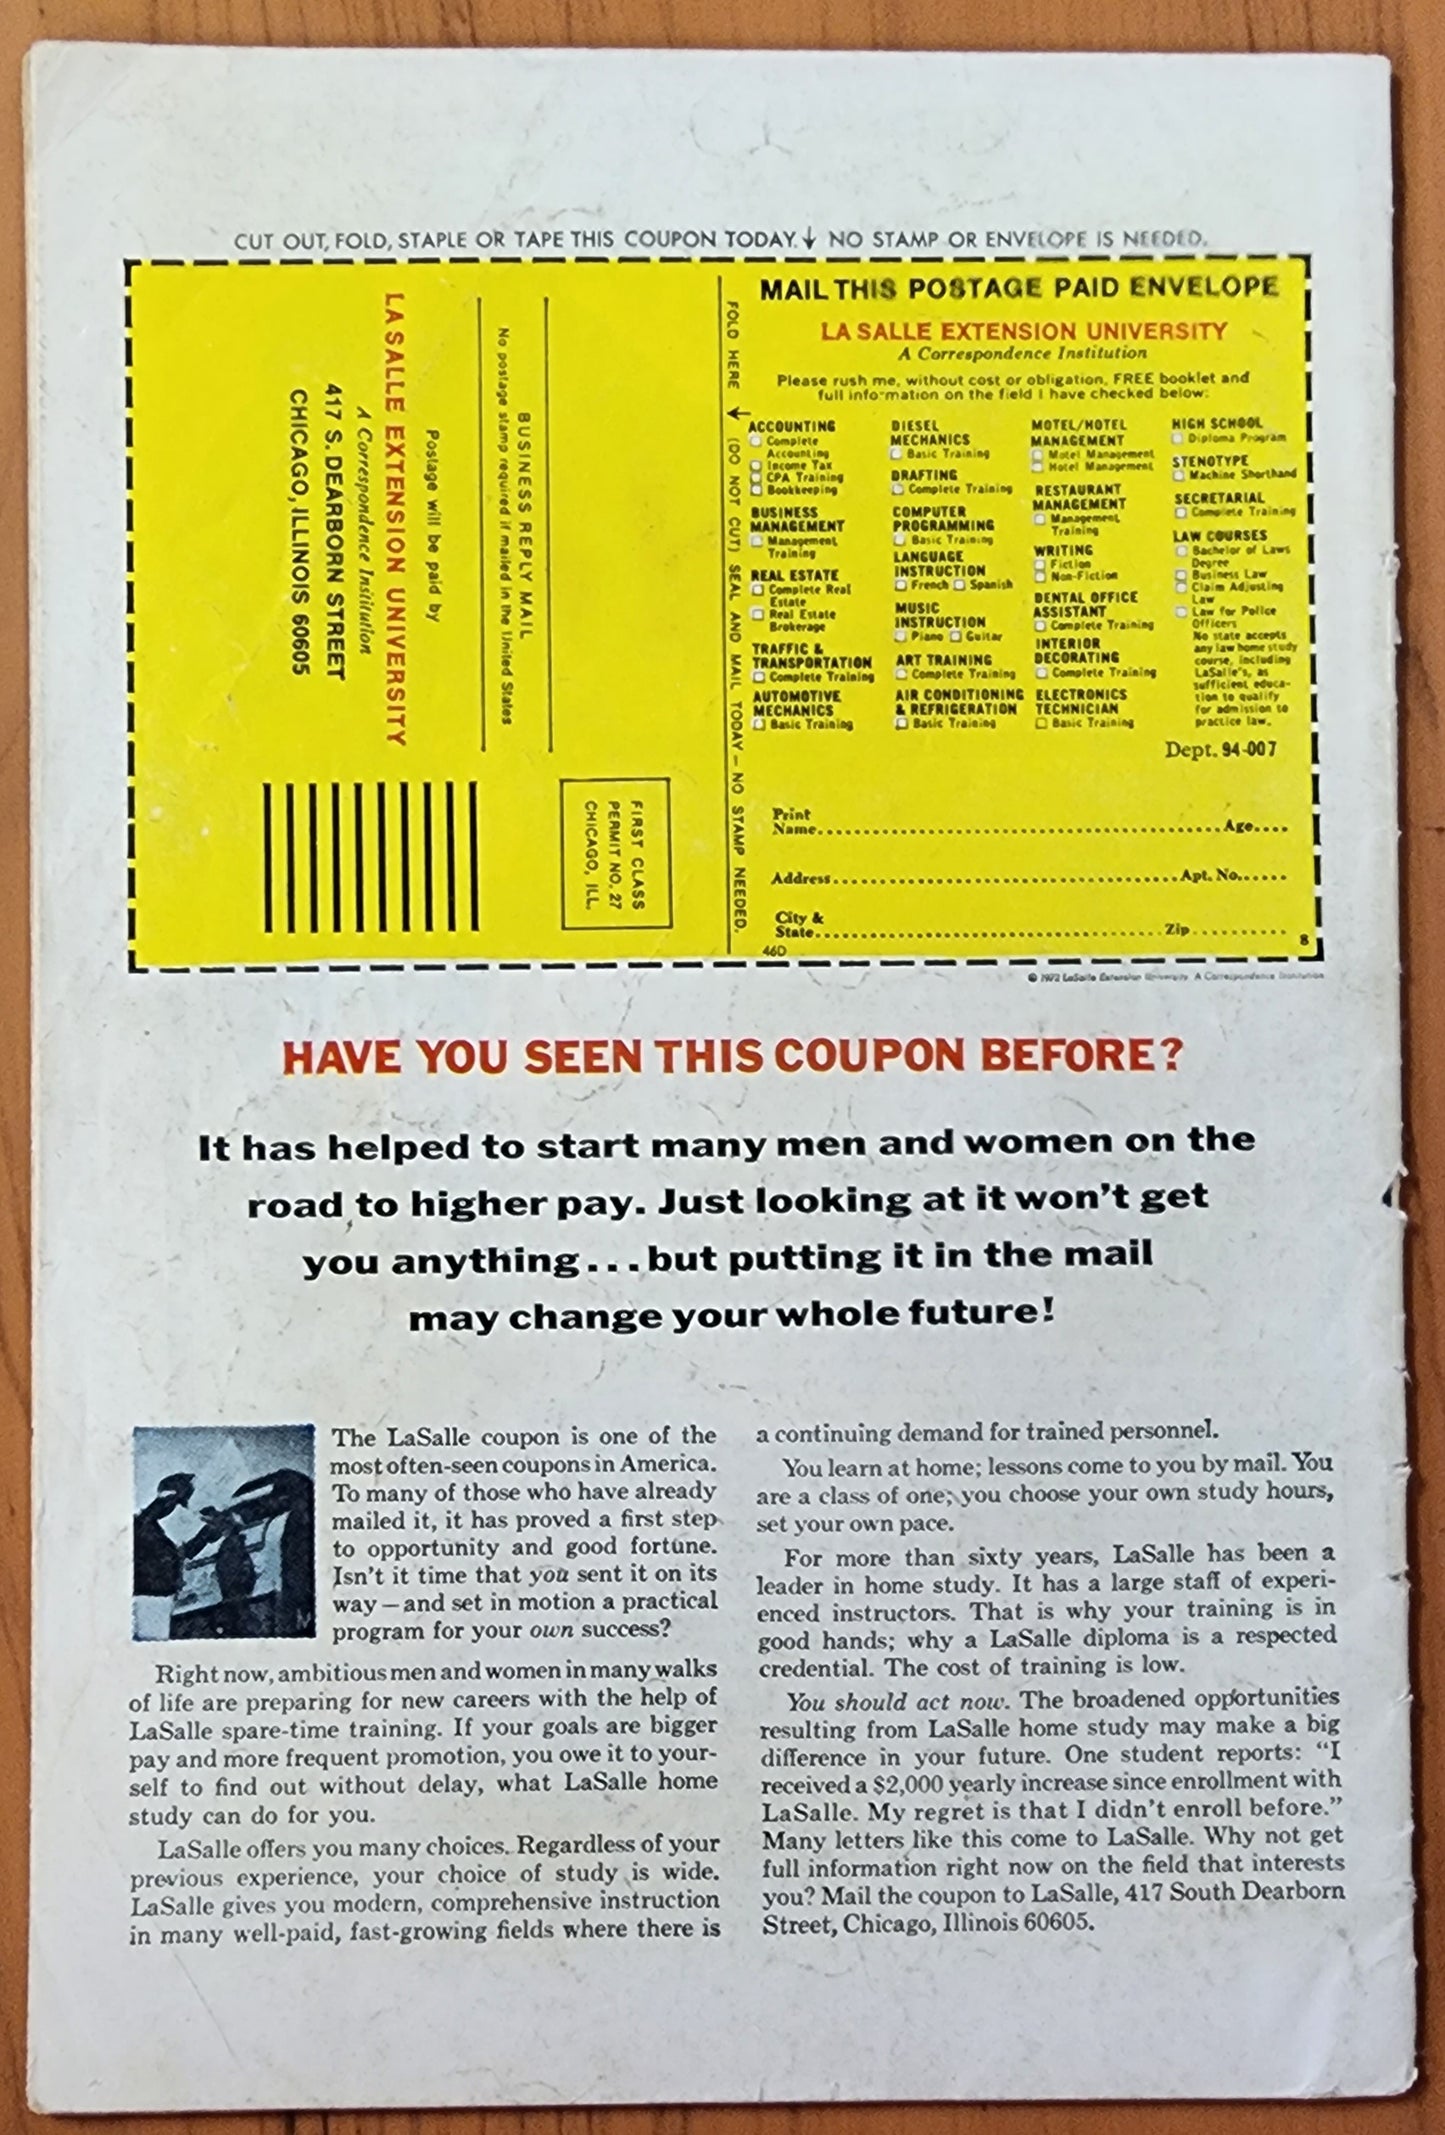 CUT OUT, FOLD, STAPLE OR TAPE THIS COUPON TODAY. ↓ NO STAMP OR ENVELOPE IS NEEDED.
BUSINESS REPLY MAIL
No postage stamp required if mailed in the United States
Postage will be paid by
LA SALLE EXTENSION UNIVERSITY
A Correspondence Institution
417 S. DEARBORN STREET
CHICAGO, ILLINOIS 60605
FIRST CLASS
PERMIT NO. 27
CHICAGO, ILL.
FOLD HERE ↓ (DO NOT CUT) SEAL AND MAIL TODAY — NO STAMP NEEDED.
MAIL THIS POSTAGE PAID ENVELOPE
LA SALLE EXTENSION UNIVERSITY
A Correspondence Institution
Please rush me, without cost or obligation, FREE booklet and
full information on the field I have checked below:
ACCOUNTING
Complete
Accounting
Income Tax
CPA Training
Bookkeeping
BUSINESS
MANAGEMENT
Management
Training
REAL ESTATE
Complete Real
Estate
Real Estate
Brokerage
TRAFFIC &
TRANSPORTATION
Complete Training
AUTOMOTIVE
MECHANICS
Basic Training
DIESEL
MECHANICS
Basic Training
DRAFTING
Complete Training
COMPUTER
PROGRAMMING
Basic Training
LANGUAGE
INSTRUCTION
French Spanish
MUSIC
INSTRUCTION
Piano Guitar
ART TRAINING
Complete Training
AIR CONDITIONING
& REFRIGERATION
Basic Training
MOTEL/HOTEL
MANAGEMENT
Motel Management
Hotel Management
RESTAURANT
MANAGEMENT
Management
Training
WRITING
Fiction
Non-Fiction
DENTAL OFFICE
ASSISTANT
Complete Training
INTERIOR
DECORATING
Complete Training
ELECTRONICS
TECHNICIAN
Basic Training
HIGH SCHOOL
Diploma Program
STENOTYPE
Machine Shorthand
SECRETARIAL
Complete Training
LAW COURSES
Bachelor of Laws
Degree
Business Law
Claim Adjusting
Law
Law for Police
Officers
No state accepts
any law home study
course, including
LaSalle's, as
sufficient educa-
tion to qualify
for admission to
practice law.
Dept. 94-007
Print
Name Age
Address Apt. No.
City &
State Zip
46D 8
© 1972 LaSalle Extension University A Correspondence Institution
HAVE YOU SEEN THIS COUPON BEFORE?
It has helped to start many men and women on the
road to higher pay. Just looking at it won't get
you anything...but putting it in the mail
may change your whole future!
The LaSalle coupon is one of the
most often-seen coupons in America.
To many of those who have already
mailed it, it has proved a first step
to opportunity and good fortune.
Isn't it time that you sent it on its
way — and set in motion a practical
program for your own success?
Right now, ambitious men and women in many walks
of life are preparing for new careers with the help of
LaSalle spare-time training. If your goals are bigger
pay and more frequent promotion, you owe it to your-
self to find out without delay, what LaSalle home
study can do for you.
LaSalle offers you many choices. Regardless of your
previous experience, your choice of study is wide.
LaSalle gives you modern, comprehensive instruction
in many well-paid, fast-growing fields where there is
a continuing demand for trained personnel.
You learn at home; lessons come to you by mail. You
are a class of one; you choose your own study hours,
set your own pace.
For more than sixty years, LaSalle has been a
leader in home study. It has a large staff of experi-
enced instructors. That is why your training is in
good hands; why a LaSalle diploma is a respected
credential. The cost of training is low.
You should act now. The broadened opportunities
resulting from LaSalle home study may make a big
difference in your future. One student reports: "I
received a $2,000 yearly increase since enrollment with
LaSalle. My regret is that I didn't enroll before."
Many letters like this come to LaSalle. Why not get
full information right now on the field that interests
you? Mail the coupon to LaSalle, 417 South Dearborn
Street, Chicago, Illinois 60605.